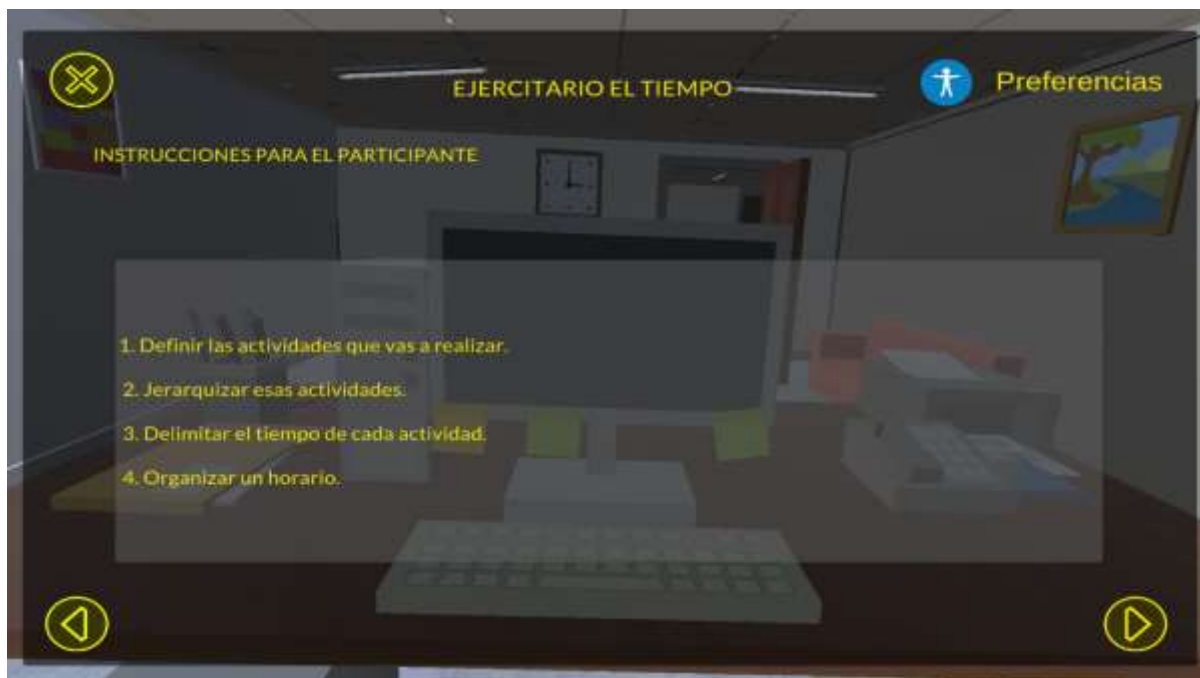 EJERCITARIO EL TIEMPO
Preferencias
INSTRUCCIONES PARA EL PARTICIPANTE
1. Definir las actividades que vas a realizar.
2. Jerarquizar esas actividades.
3. Delimitar el tiempo de cada actividad.
4. Organizar un horario.